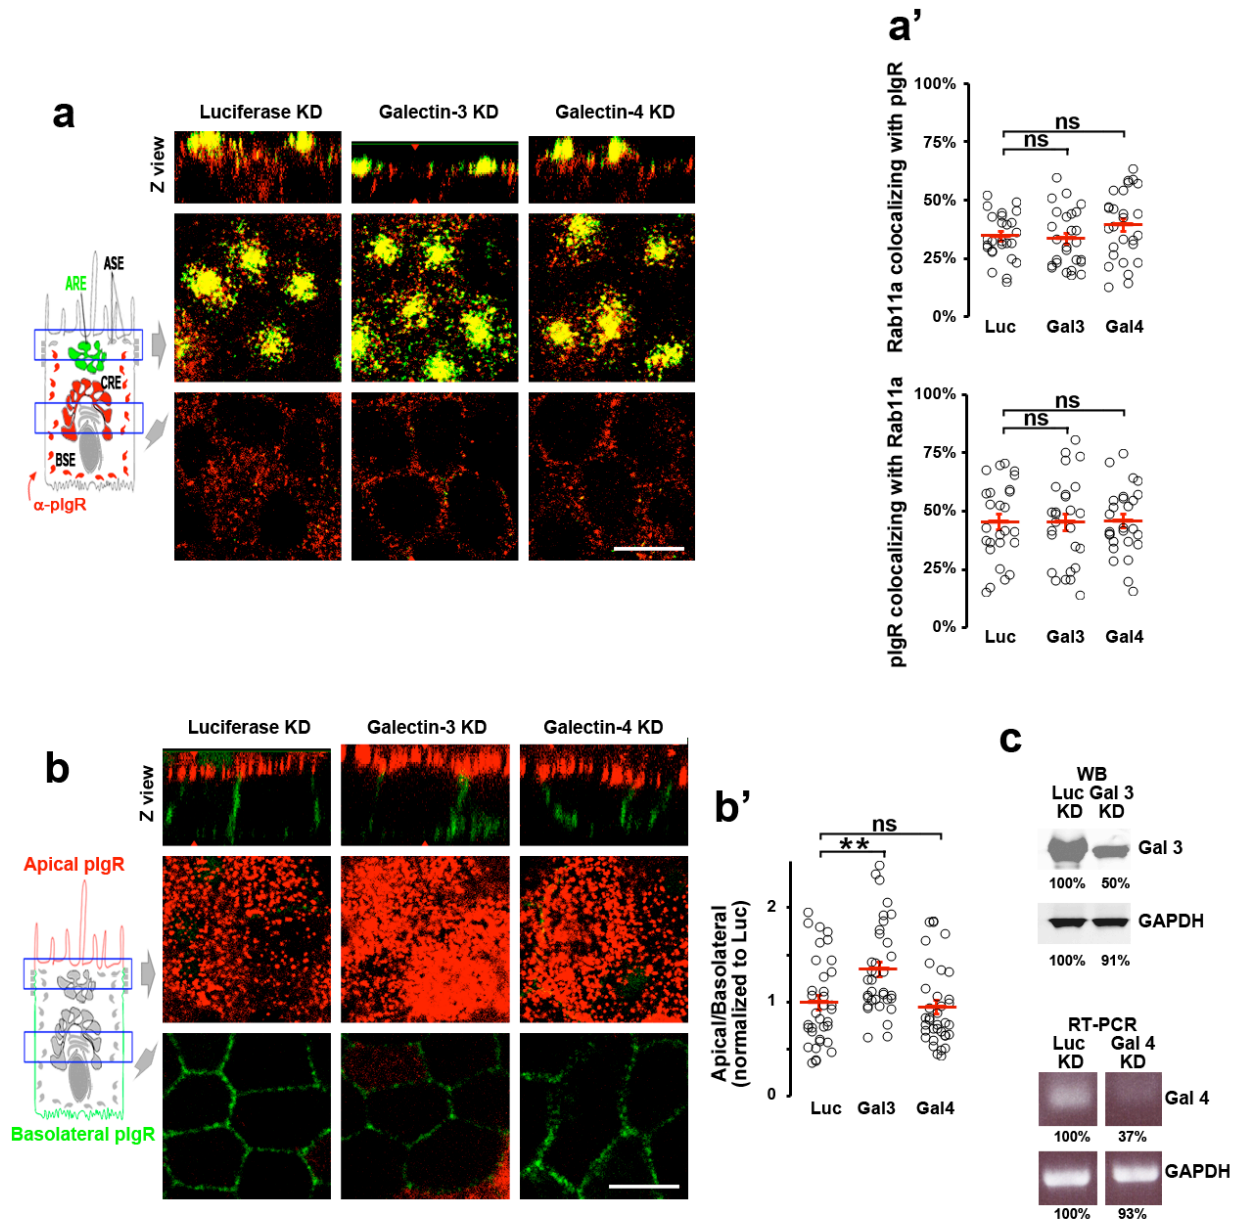 a
Luciferase KD
Galectin-3 KD
Galectin-4 KD
Z view
ARE
ASE
CRE
BSE
α-pIgR
a'
Rab11a colocalizing with pIgR
100%
75%
50%
25%
0%
ns
ns
Luc
Gal3
Gal4
pIgR colocalizing with Rab11a
100%
75%
50%
25%
0%
ns
ns
Luc
Gal3
Gal4
b
Luciferase KD
Galectin-3 KD
Galectin-4 KD
Z view
Apical pIgR
Basolateral pIgR
b'
Apical/Basolateral
(normalized to Luc)
2
1
0
ns
**
Luc
Gal3
Gal4
c
WB
Luc Gal 3
KD KD
Gal 3
100% 50%
GAPDH
100% 91%
RT-PCR
Luc Gal 4
KD KD
Gal 4
100% 37%
GAPDH
100% 93%